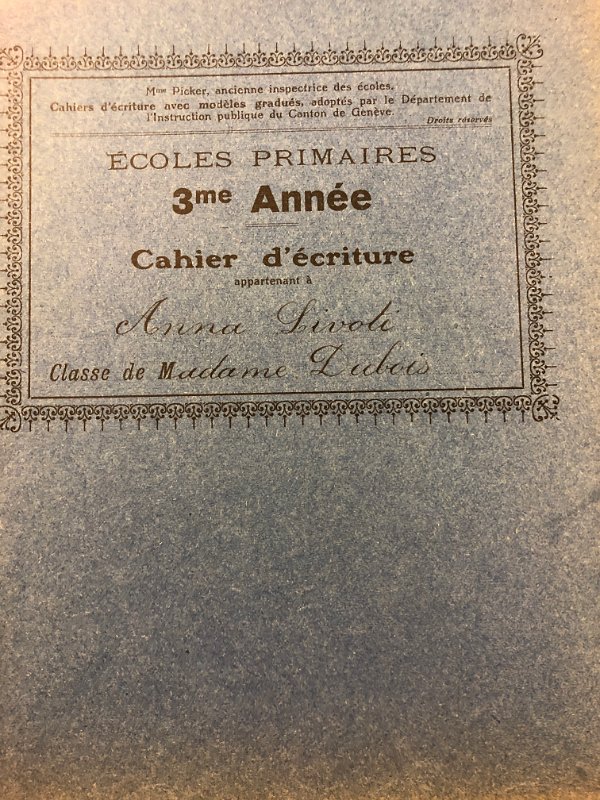 Mme Picker, ancienne inspectrice des écoles.
Cahiers d'écriture avec modèles gradués, adoptés par le Département de
l'Instruction publique du Canton de Genève.
Droits réservés
ÉCOLES PRIMAIRES
3me Année
Cahier d'écriture
appartenant à
Anna Livoti
Classe de Madame Dubois